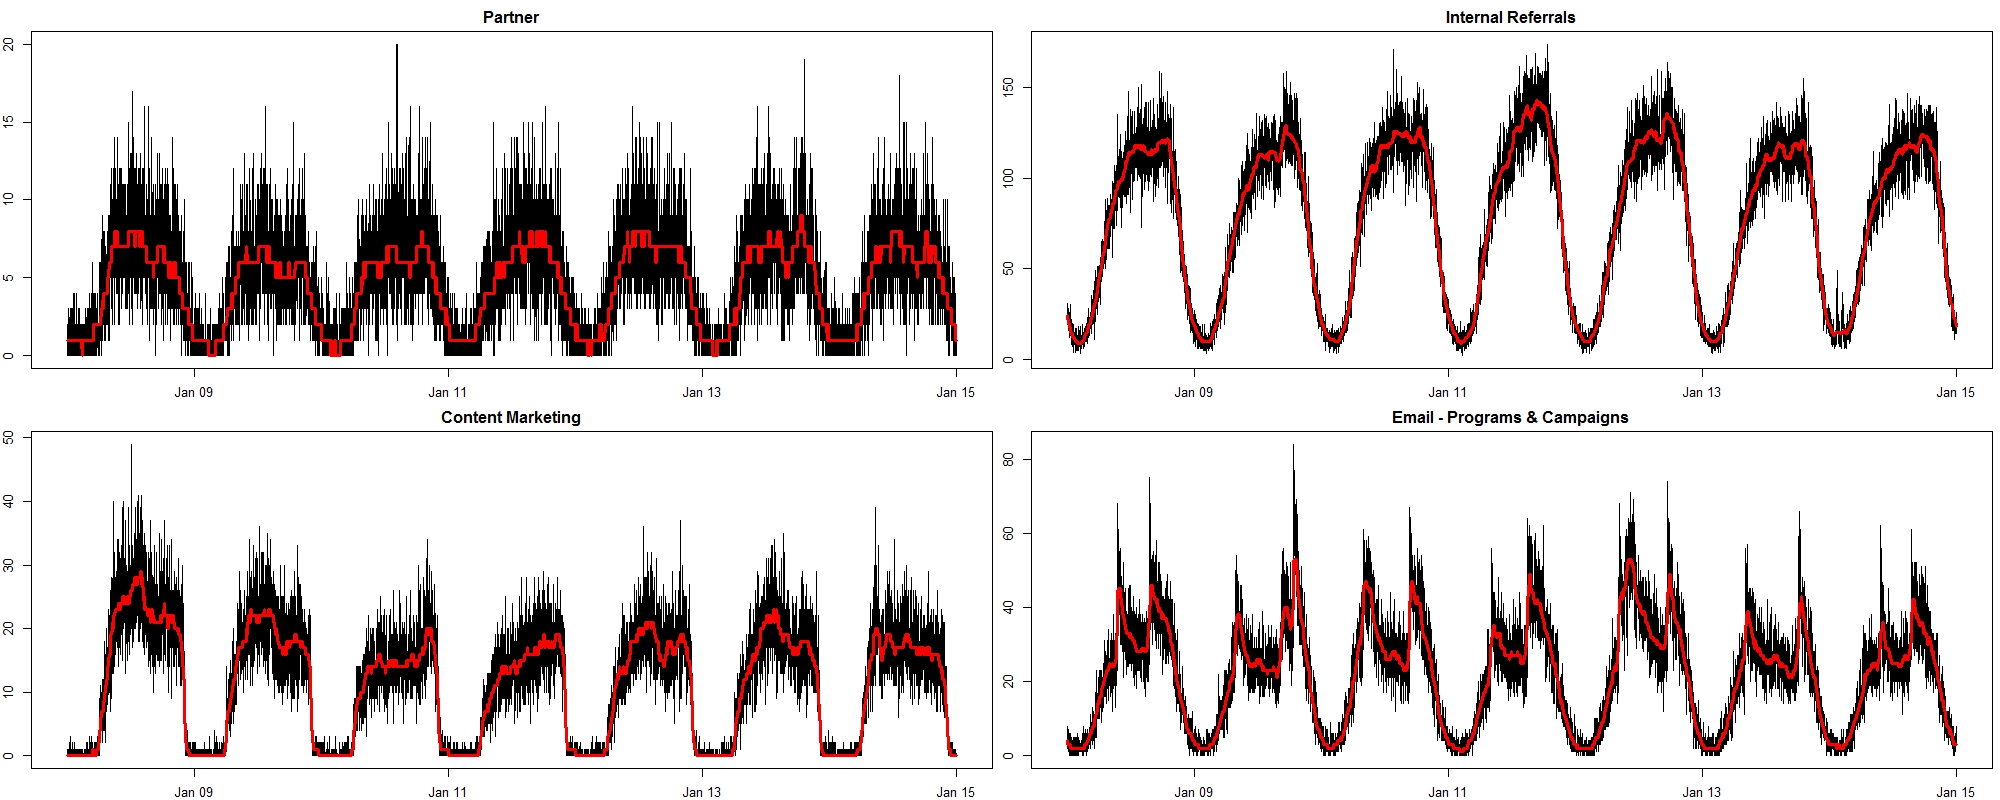 Partner
20
15
10
5
0
Jan 09 Jan 11 Jan 13 Jan 15
Internal Referrals
150
100
50
0
Jan 09 Jan 11 Jan 13 Jan 15
Content Marketing
50
40
30
20
10
0
Jan 09 Jan 11 Jan 13 Jan 15
Email - Programs & Campaigns
80
60
40
20
0
Jan 09 Jan 11 Jan 13 Jan 15